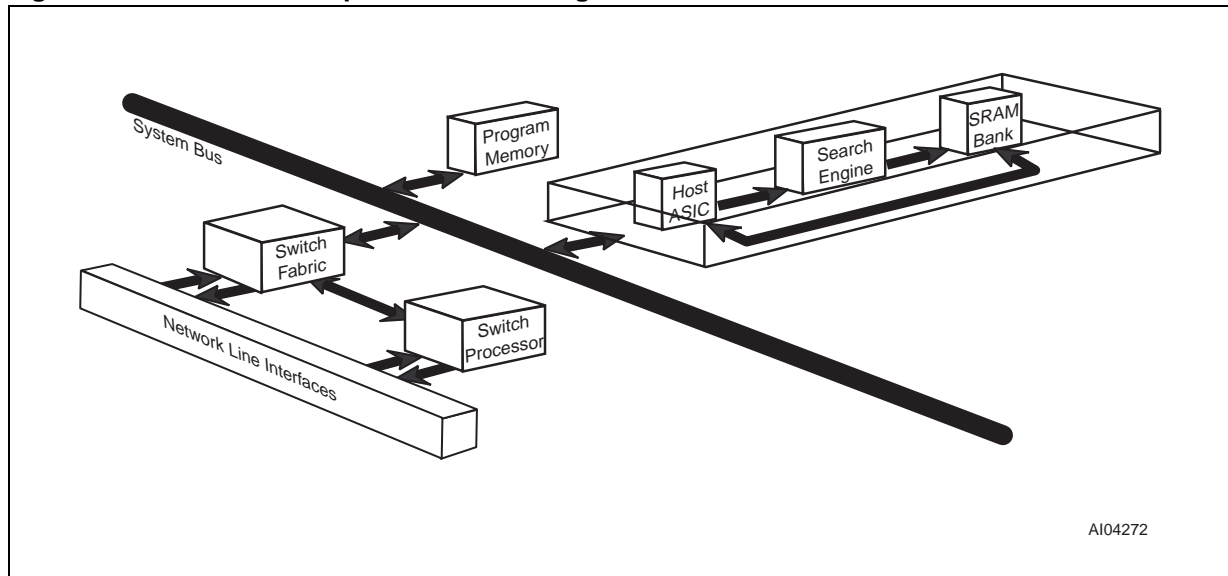 System Bus
Program
Memory
SRAM
Bank
Search
Engine
Host
ASIC
Switch
Fabric
Switch
Processor
Network Line Interfaces
AI04272